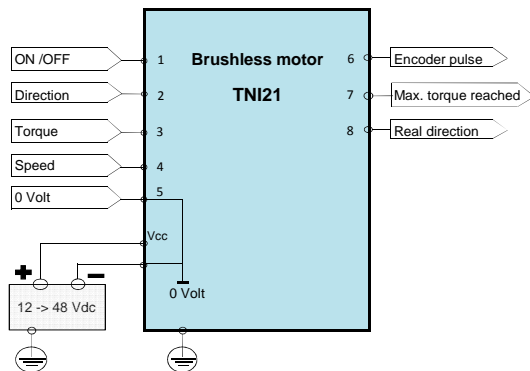 ON /OFF
Direction
Torque
Speed
0 Volt
1
2
3
4
5
Vcc
Brushless motor
TNI21
6
7
8
Encoder pulse
Max. torque reached
Real direction
0 Volt
+
−
12 -> 48 Vdc